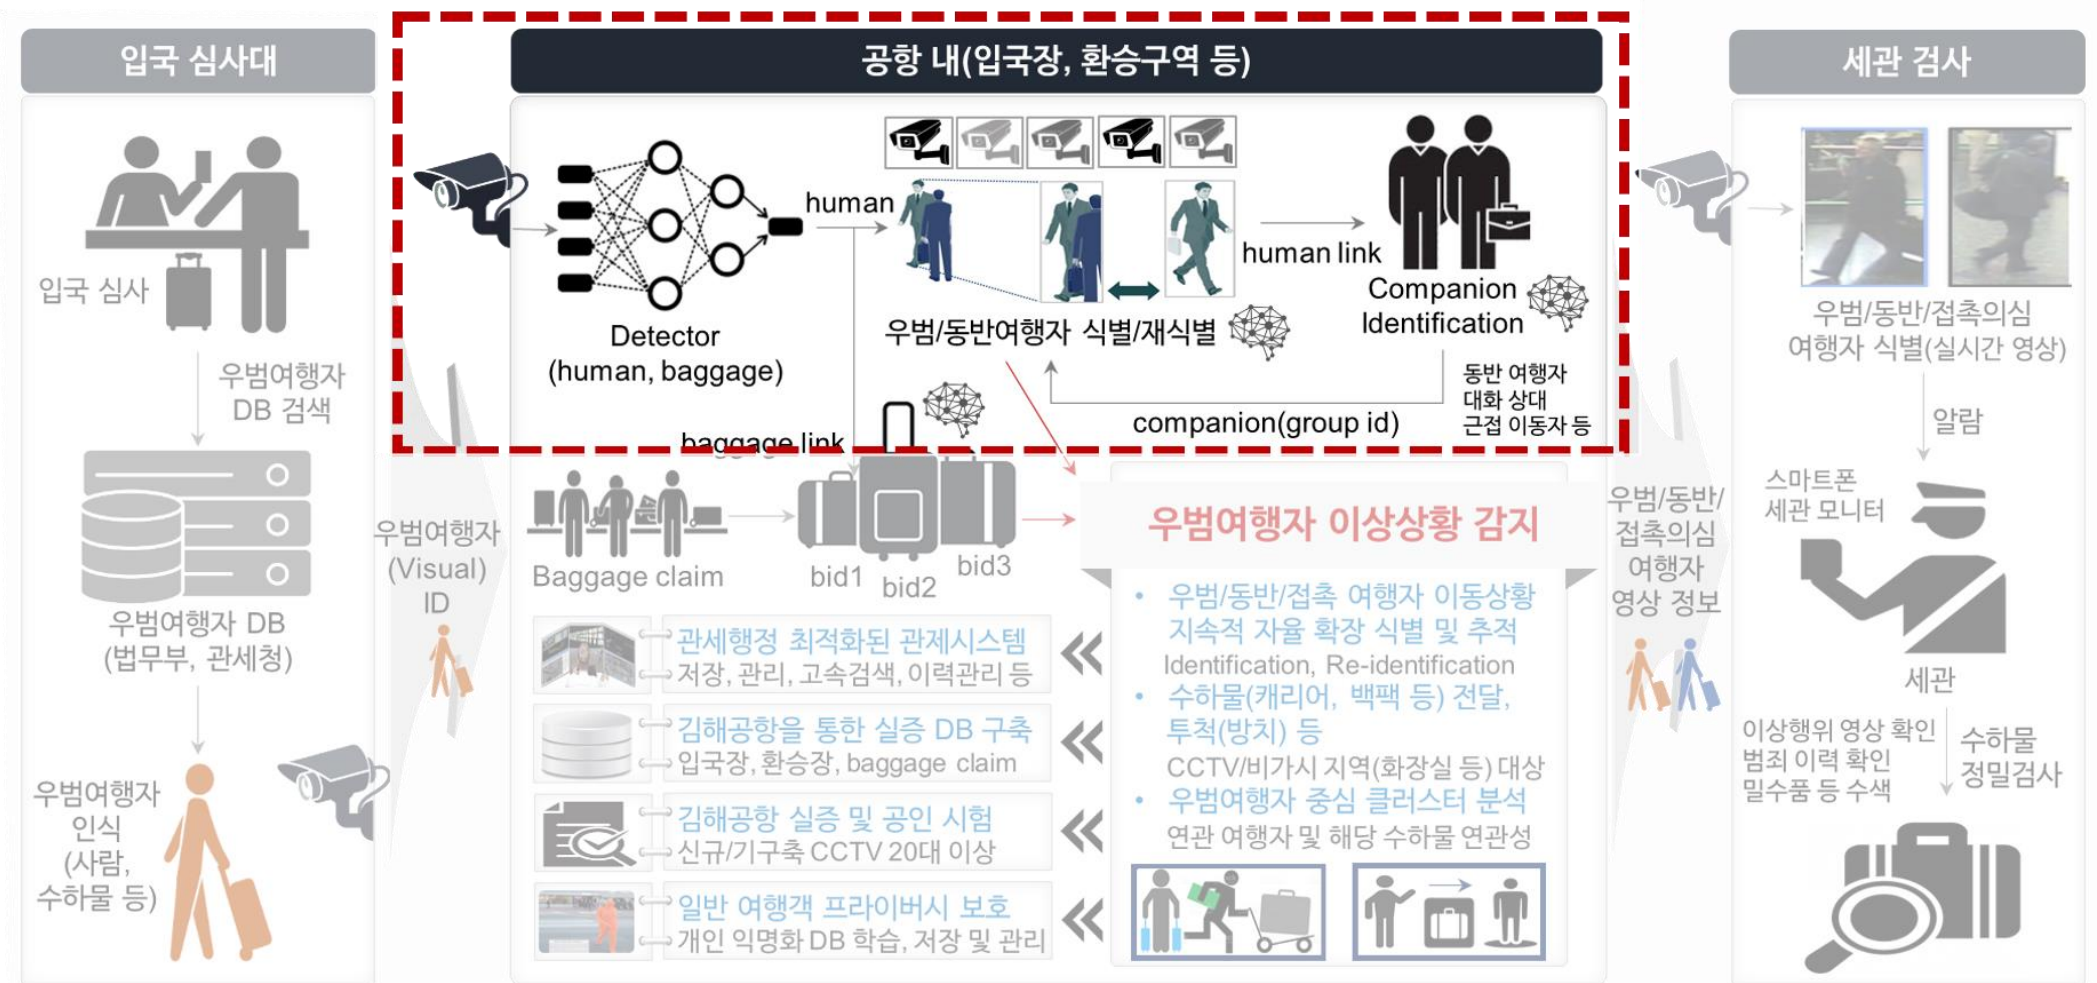 입국 심사대
입국 심사
우범여행자
DB 검색
우범여행자 DB
(법무부, 관세청)
우범여행자
인식
(사람,
수하물 등)
우범여행자
(Visual)
ID
공항 내(입국장, 환승구역 등)
Detector
(human, baggage)
human
우범/동반여행자 식별/재식별
human link
Companion
Identification
동반 여행자
대화 상대
근접 이동자 등
companion(group id)
baggage link
Baggage claim
bid1
bid2
bid3
우범여행자 이상상황 감지
• 우범/동반/접촉 여행자 이동상황
지속적 자율 확장 식별 및 추적
Identification, Re-identification
• 수하물(캐리어, 백팩 등) 전달,
투척(방치) 등
CCTV/비가시 지역(화장실 등) 대상
• 우범여행자 중심 클러스터 분석
연관 여행자 및 해당 수하물 연관성
관세행정 최적화된 관제시스템
저장, 관리, 고속검색, 이력관리 등
김해공항을 통한 실증 DB 구축
입국장, 환승장, baggage claim
김해공항 실증 및 공인 시험
신규/기구축 CCTV 20대 이상
일반 여행객 프라이버시 보호
개인 익명화 DB 학습, 저장 및 관리
우범/동반/
접촉의심
여행자
영상 정보
세관 검사
우범/동반/접촉의심
여행자 식별(실시간 영상)
알람
스마트폰
세관 모니터
세관
이상행위 영상 확인
범죄 이력 확인
밀수품 등 수색
수하물
정밀검사